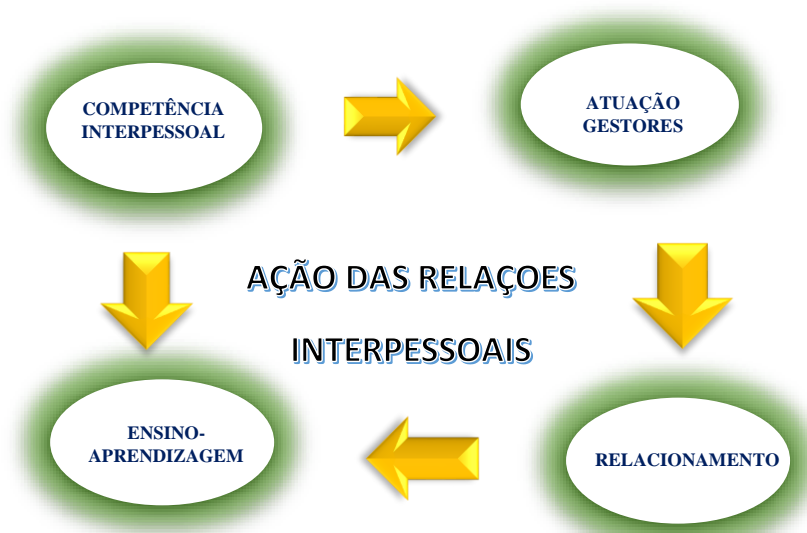 COMPETÊNCIA
INTERPESSOAL
ATUAÇÃO
GESTORES
AÇÃO DAS RELAÇOES
INTERPESSOAIS
ENSINO-
APRENDIZAGEM
RELACIONAMENTO